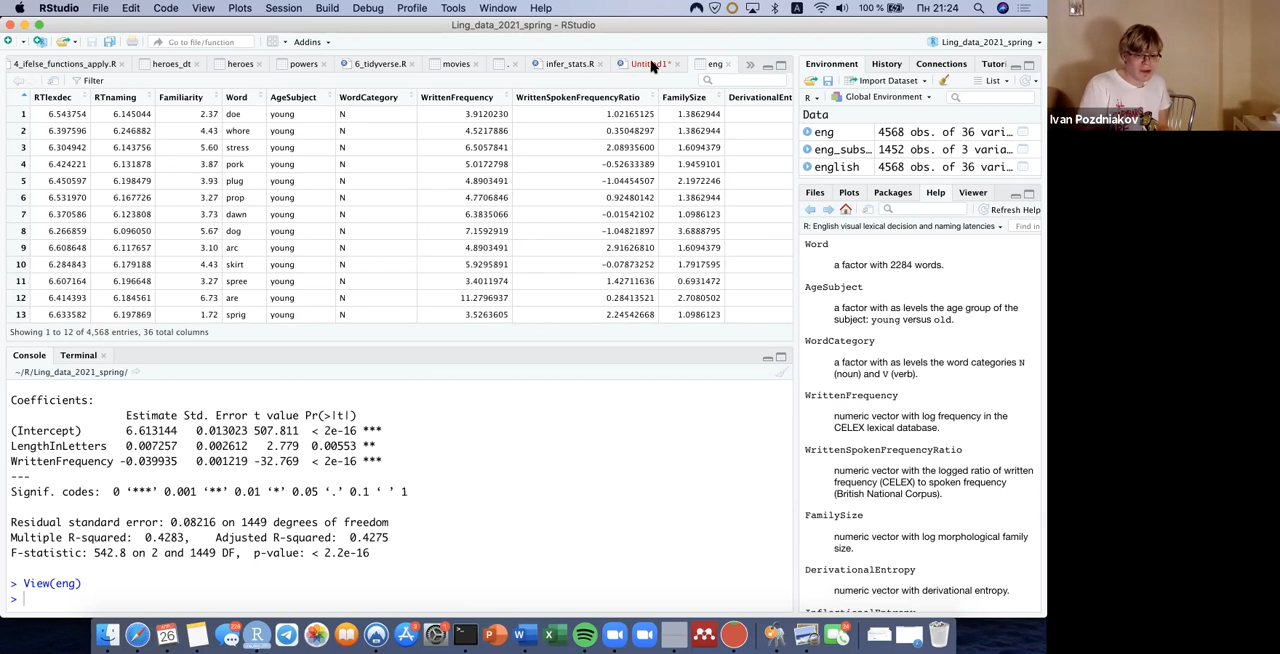 RStudio File Edit Code View Plots Session Build Debug Profile Tools Window Help A 100 % Пн 21:24
Ling_data_2021_spring - RStudio
Go to file/function Addins Ling_data_2021_spring
4_ifelse_functions_apply.R heroes_dt heroes powers 6_tidyverse.R movies . infer_stats.R Untitled1* eng
Filter
RTlexdec RTnaming Familiarity Word AgeSubject WordCategory WrittenFrequency WrittenSpokenFrequencyRatio FamilySize DerivationalEnt
1 6.543754 6.145044 2.37 doe young N 3.9120230 1.02165125 1.3862944
2 6.397596 6.246882 4.43 whore young N 4.5217886 0.35048297 1.3862944
3 6.304942 6.143756 5.60 stress young N 6.5057841 2.08935600 1.6094379
4 6.424221 6.131878 3.87 pork young N 5.0172798 -0.52633389 1.9459101
5 6.450597 6.198479 3.93 plug young N 4.8903491 -1.04454507 2.1972246
6 6.531970 6.167726 3.27 prop young N 4.7706846 0.92480142 1.3862944
7 6.370586 6.123808 3.73 dawn young N 6.3835066 -0.01542102 1.0986123
8 6.266859 6.096050 5.67 dog young N 7.1592919 -1.04821897 3.6888795
9 6.608648 6.117657 3.10 arc young N 4.8903491 2.91626810 1.6094379
10 6.284843 6.179188 4.43 skirt young N 5.9295891 -0.07873252 1.7917595
11 6.607164 6.196648 3.27 spree young N 3.4011974 1.42711636 0.6931472
12 6.414393 6.184561 6.73 are young N 11.2796937 0.28413521 2.7080502
13 6.633582 6.197869 1.10 sprig young N 3.5263605 2.24542668 1.0986123
Showing 1 to 12 of 4,568 entries, 36 total columns
Console Terminal
~/R/Ling_data_2021_spring/
Coefficients:
Estimate Std. Error t value Pr(>|t|)
(Intercept) 6.613144 0.013023 507.811 < 2e-16 ***
LengthInLetters 0.007257 0.002612 2.779 0.00553 **
WrittenFrequency -0.039935 0.001219 -32.769 < 2e-16 ***
---
Signif. codes: 0 ‘***’ 0.001 ‘**’ 0.01 ‘*’ 0.05 ‘.’ 0.1 ‘ ’ 1
Residual standard error: 0.08216 on 1449 degrees of freedom
Multiple R-squared: 0.4283, Adjusted R-squared: 0.4275
F-statistic: 542.8 on 2 and 1449 DF, p-value: < 2.2e-16
> View(eng)
>
Environment History Connections Tutori
Import Dataset List
R Global Environment
Data
eng 4568 obs. of 36 vari…
eng_subs… 1452 obs. of 3 varia…
english 4568 obs. of 36 vari…
Files Plots Packages Help Viewer
Refresh Help
R: English visual lexical decision and naming latencies Find in
Word
a factor with 2284 words.
AgeSubject
a factor with as levels the age group of the
subject: young versus old.
WordCategory
a factor with as levels the word categories N
(noun) and V (verb).
WrittenFrequency
numeric vector with log frequency in the
CELEX lexical database.
WrittenSpokenFrequencyRatio
numeric vector with the logged ratio of written
frequency (CELEX) to spoken frequency
(British National Corpus).
FamilySize
numeric vector with log morphological family
size.
DerivationalEntropy
numeric vector with derivational entropy.
Ivan Pozdniakov